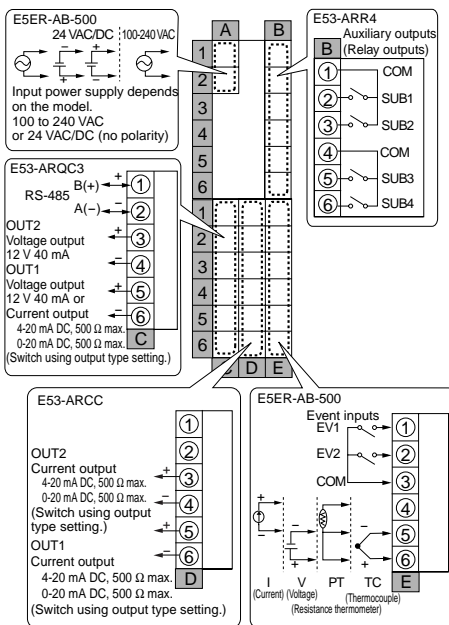 E5ER-AB-500
24 VAC/DC
100-240 VAC
− + −
+ − +
Input power supply depends
on the model.
100 to 240 VAC
or 24 VAC/DC (no polarity)
A
B
1
2
3
4
5
6
1
2
3
4
5
6
C D E
E53-ARR4
Auxiliary outputs
(Relay outputs)
B
1 COM
2 SUB1
3 SUB2
4 COM
5 SUB3
6 SUB4
E53-ARQC3
RS-485
B(+) + 1
A(−) − 2
OUT2
Voltage output + 3
12 V 40 mA
OUT1 − 4
Voltage output
12 V 40 mA or + 5
Current output − 6
4-20 mA DC, 500 Ω max.
0-20 mA DC, 500 Ω max.
C
(Switch using output type setting.)
E53-ARCC
1
2
OUT2
Current output + 3
4-20 mA DC, 500 Ω max.
0-20 mA DC, 500 Ω max. − 4
(Switch using output
type setting.) + 5
OUT1 − 6
Current output
4-20 mA DC, 500 Ω max.
D
0-20 mA DC, 500 Ω max.
(Switch using output type setting.)
E5ER-AB-500
Event inputs
EV1 1
EV2 2
COM 3
4
5
6
+ − − −
− + +
I V PT TC
E
(Current) (Voltage) (Thermocouple)
(Resistance thermometer)